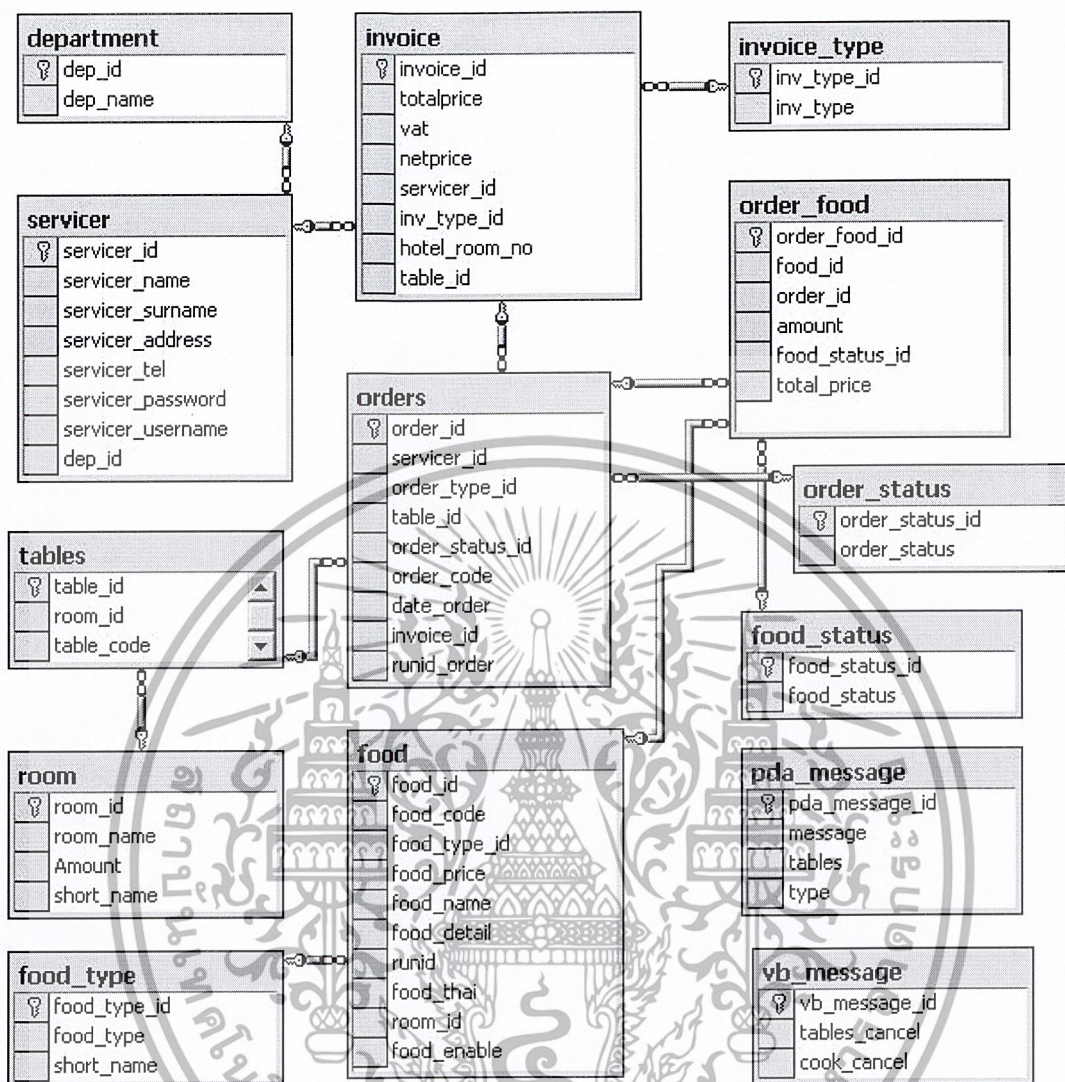 department
dep_id
dep_name
invoice
invoice_id
totalprice
vat
netprice
servicer_id
inv_type_id
hotel_room_no
table_id
invoice_type
inv_type_id
inv_type
servicer
servicer_id
servicer_name
servicer_surname
servicer_address
servicer_tel
servicer_password
servicer_username
dep_id
order_food
order_food_id
food_id
order_id
amount
food_status_id
total_price
orders
order_id
servicer_id
order_type_id
table_id
order_status_id
order_code
date_order
invoice_id
runid_order
order_status
order_status_id
order_status
tables
table_id
room_id
table_code
food_status
food_status_id
food_status
room
room_id
room_name
Amount
short_name
food
food_id
food_code
food_type_id
food_price
food_name
food_detail
runid
food_thai
room_id
food_enable
pda_message
pda_message_id
message
tables
type
food_type
food_type_id
food_type
short_name
vb_message
vb_message_id
tables_cancel
cook_cancel